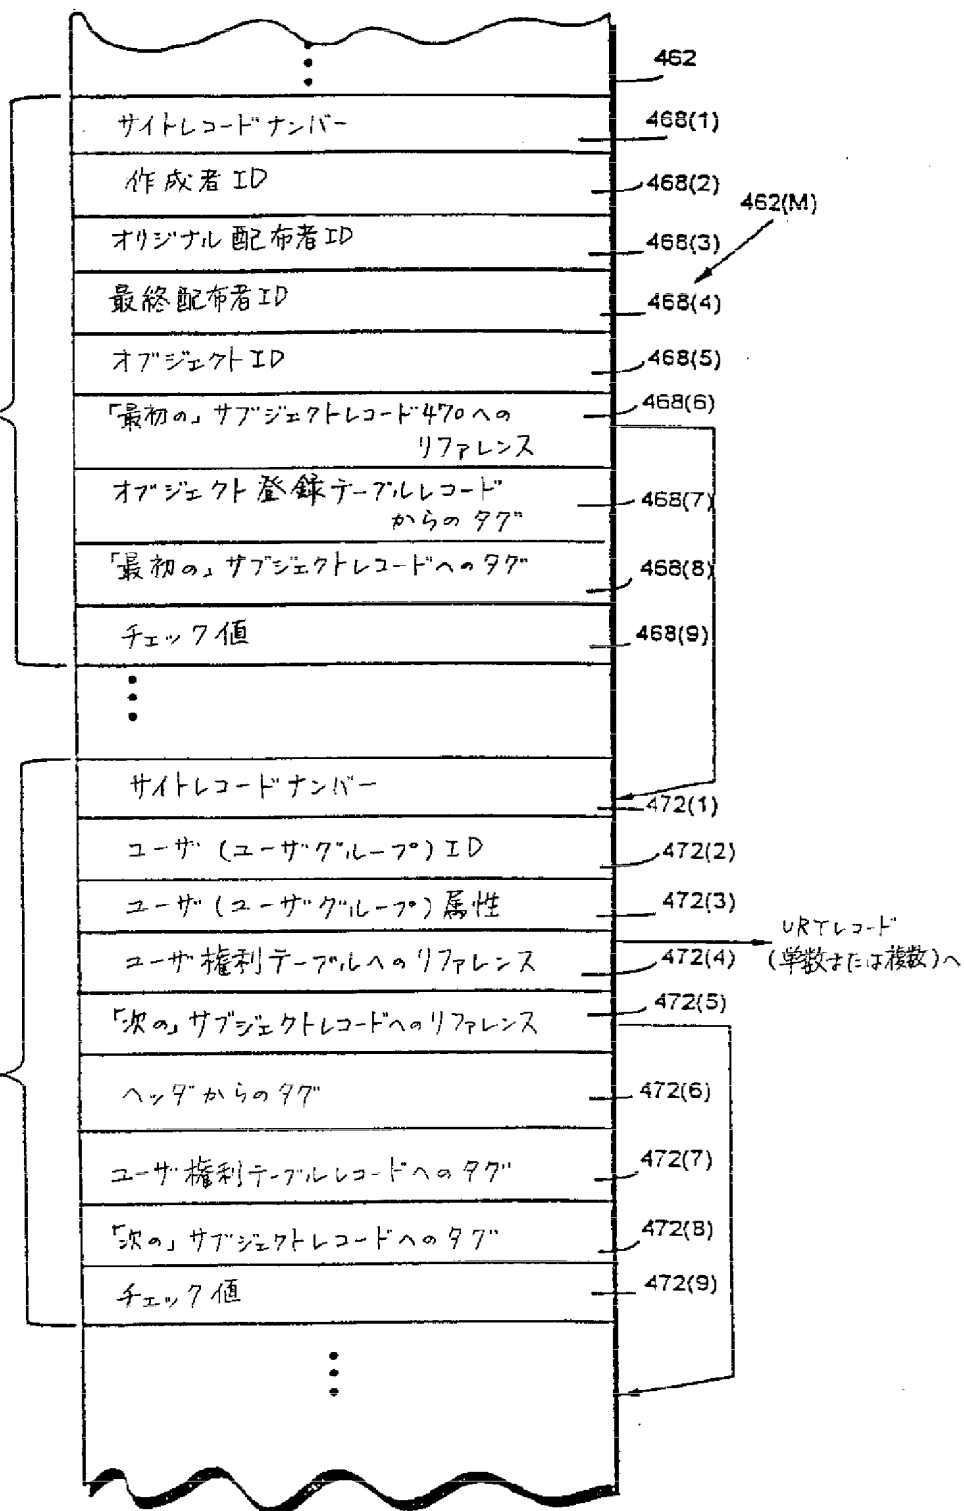 462
サイトレコードナンバー
468(1)
作成者ID
468(2)
462(M)
オリジナル配布者ID
468(3)
最終配布者ID
468(4)
オブジェクトID
468(5)
「最初の」サブジェクトレコード470への
リファレンス
468(6)
オブジェクト登録テーブルレコード
からのタグ
468(7)
「最初の」サブジェクトレコードへのタグ
468(8)
チェック値
468(9)
サイトレコードナンバー
472(1)
ユーザ(ユーザグループ)ID
472(2)
ユーザ(ユーザグループ)属性
472(3)
URTレコード
(単数または複数)へ
ユーザ権利テーブルへのリファレンス
472(4)
「次の」サブジェクトレコードへのリファレンス
472(5)
ヘッダからのタグ
472(6)
ユーザ権利テーブルレコードへのタグ
472(7)
「次の」サブジェクトレコードへのタグ
472(8)
チェック値
472(9)